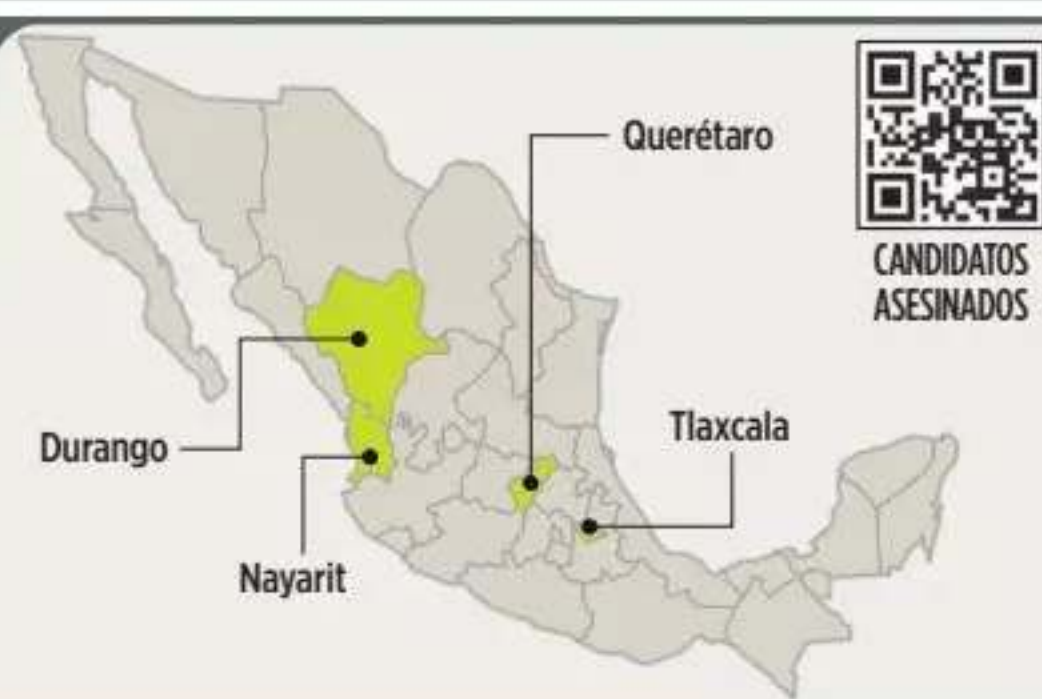 Querétaro
CANDIDATOS
ASESINADOS
Tlaxcala
Durango
Nayarit